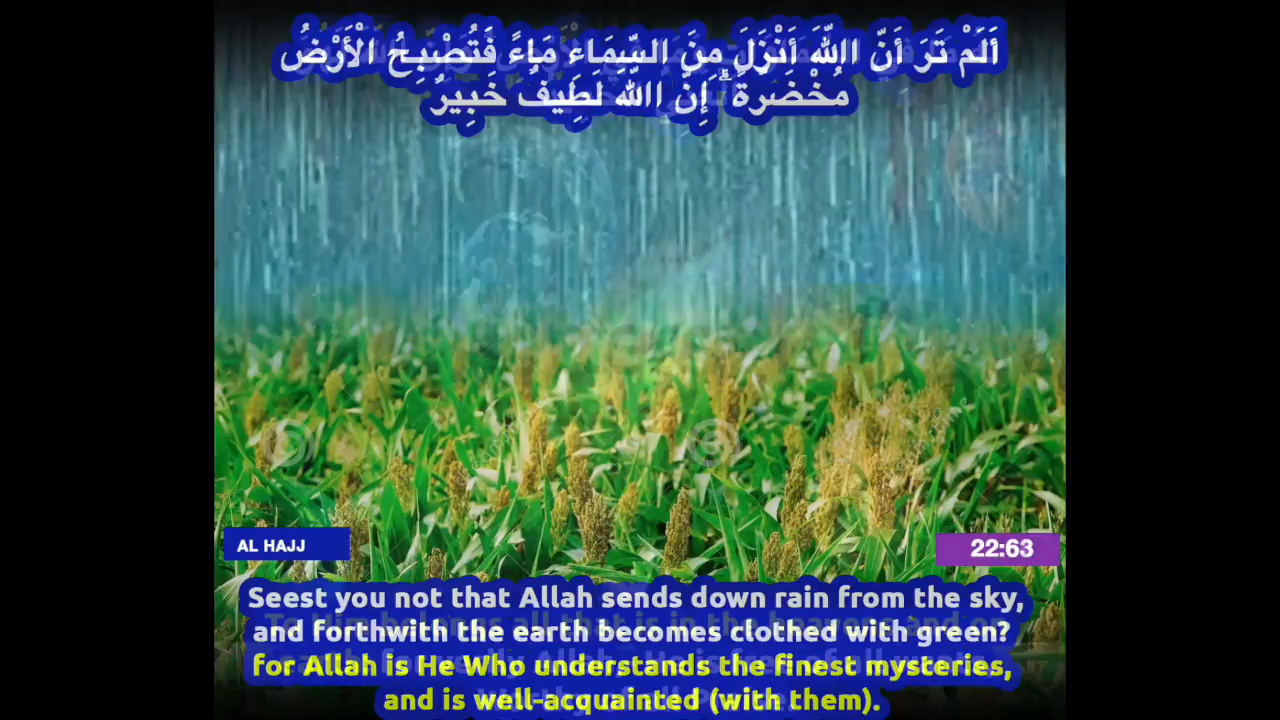 أَلَمْ تَرَ أَنَّ اللَّهَ أَنْزَلَ مِنَ السَّمَاءِ مَاءً فَتُصْبِحُ الْأَرْضُ
مُخْضَرَّةً ۗ إِنَّ اللَّهَ لَطِيفٌ خَبِيرٌ
AL HAJJ
22:63
Seest you not that Allah sends down rain from the sky,
and forthwith the earth becomes clothed with green?
for Allah is He Who understands the finest mysteries,
and is well-acquainted (with them).